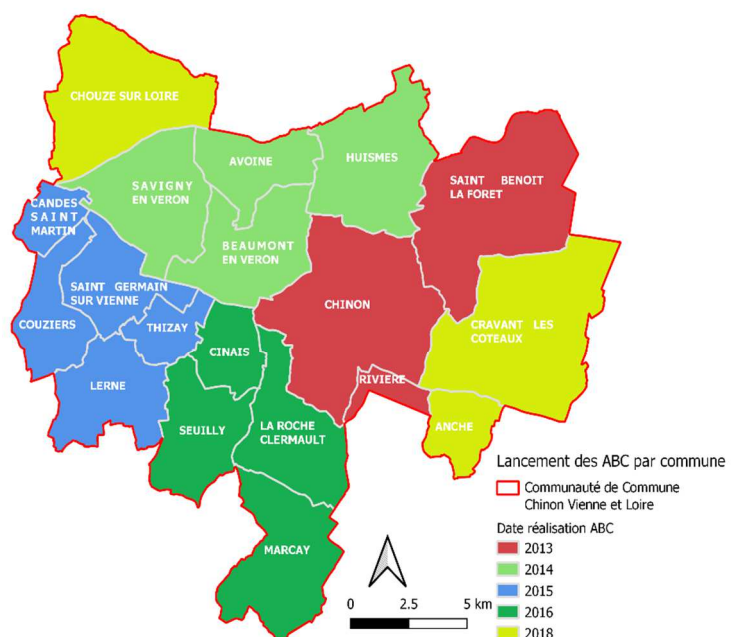 CHOUZE SUR LOIRE
AVOINE
HUISMES
SAINT BENOIT
LA FORET
SAVIGNY
EN VERON
CANDES
SAINT
MARTIN
BEAUMONT
EN VERON
SAINT GERMAIN
SUR VIENNE
CHINON
COUZIERS
THIZAY
CRAVANT LES
COTEAUX
CINAIS
RIVIERE
LERNE
SEUILLY
LA ROCHE
CLERMAULT
ANCHE
MARCAY
Lancement des ABC par commune
Communauté de Commune
Chinon Vienne et Loire
Date réalisation ABC
2013
2014
2015
2016
2018
0 2.5 5 km